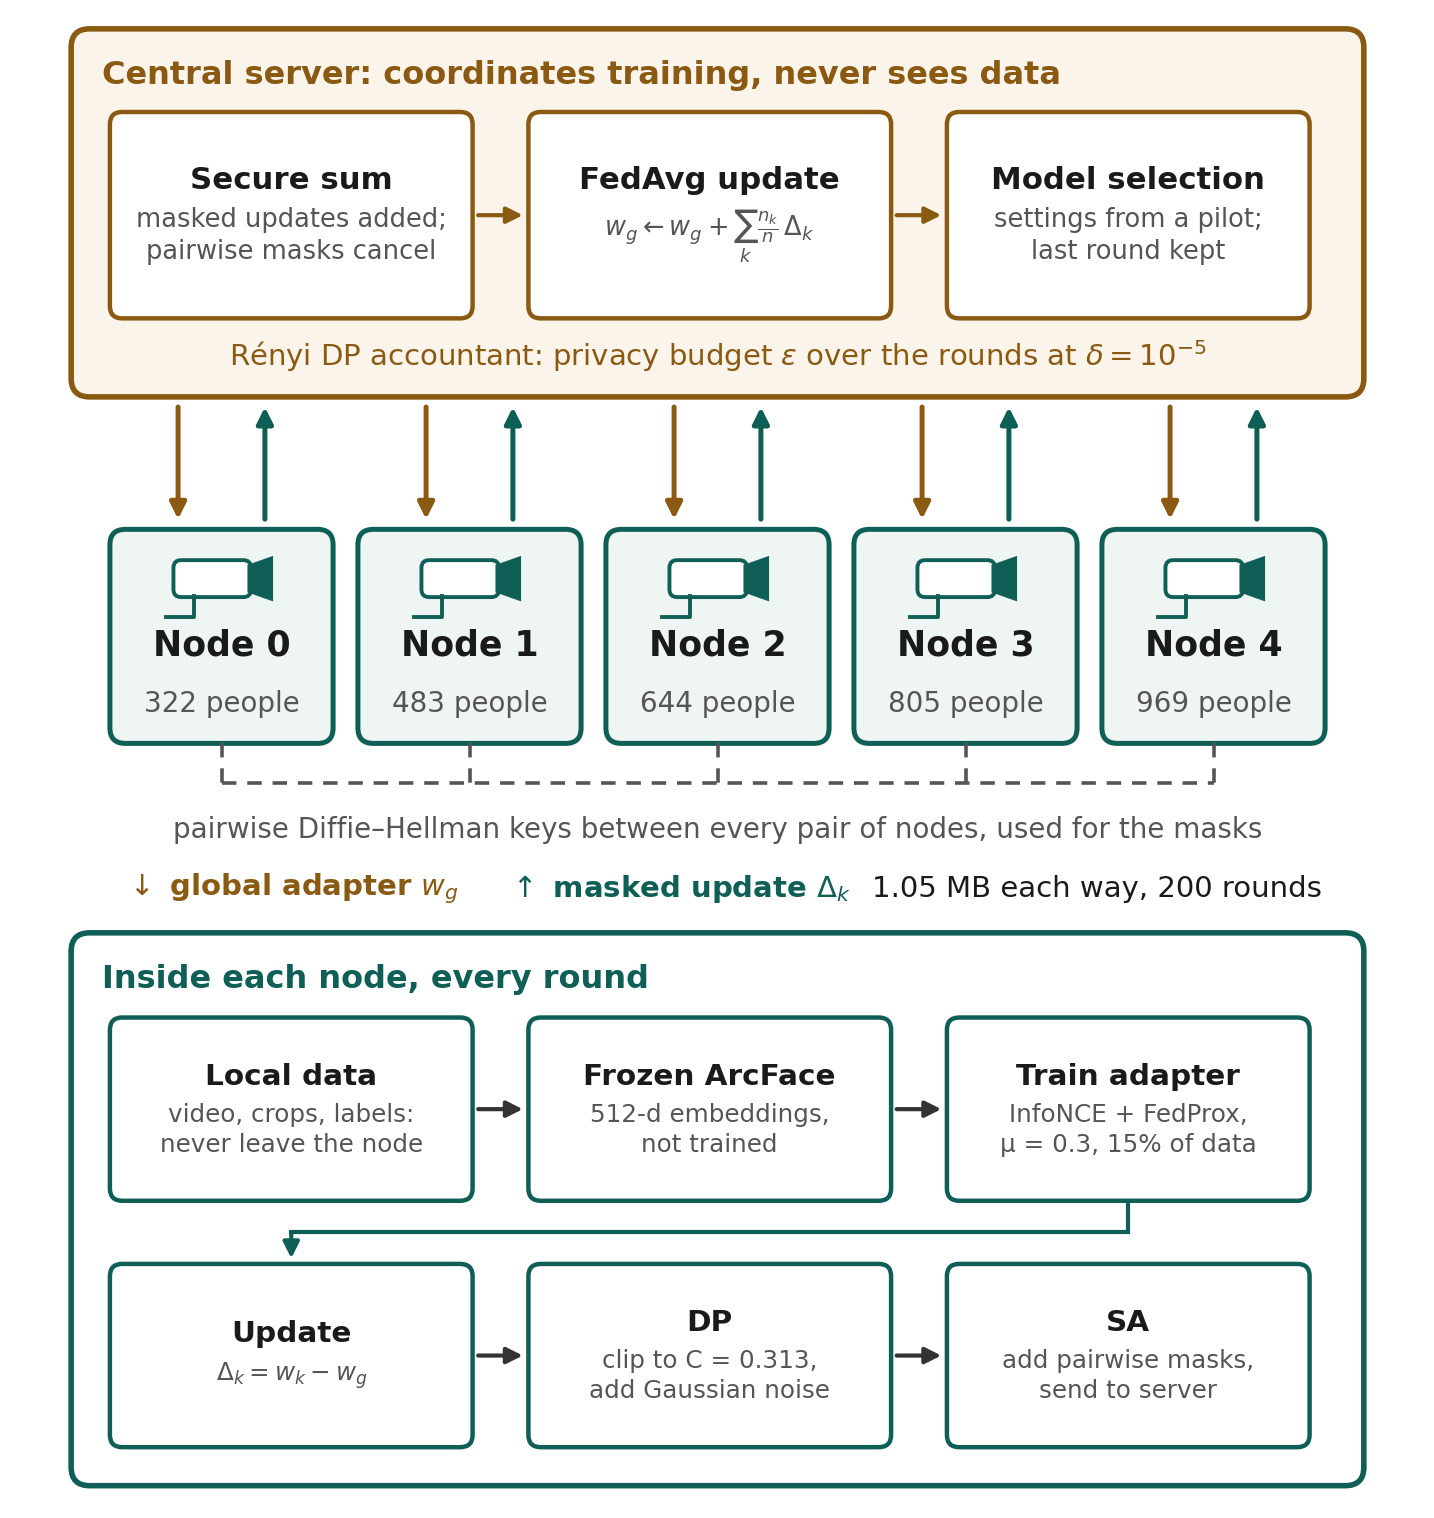 Central server: coordinates training, never sees data
Secure sum
masked updates added;
pairwise masks cancel
FedAvg update
w_g ← w_g + ∑_k n_k/n Δ_k
Model selection
settings from a pilot;
last round kept
Rényi DP accountant: privacy budget ε over the rounds at δ = 10⁻⁵
Node 0
322 people
Node 1
483 people
Node 2
644 people
Node 3
805 people
Node 4
969 people
pairwise Diffie–Hellman keys between every pair of nodes, used for the masks
↓ global adapter w_g ↑ masked update Δ_k 1.05 MB each way, 200 rounds
Inside each node, every round
Local data
video, crops, labels:
never leave the node
Frozen ArcFace
512-d embeddings,
not trained
Train adapter
InfoNCE + FedProx,
μ = 0.3, 15% of data
Update
Δ_k = w_k − w_g
DP
clip to C = 0.313,
add Gaussian noise
SA
add pairwise masks,
send to server